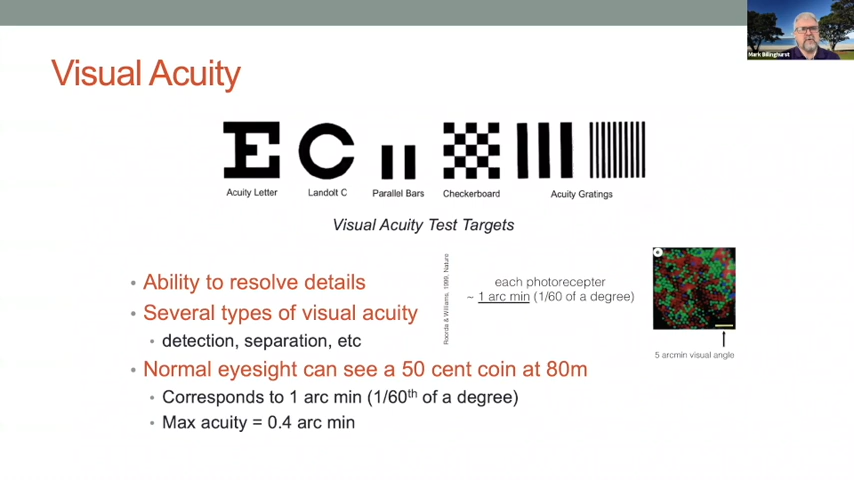 Mark Billinghurst
Visual Acuity
E C
Acuity Letter Landolt C Parallel Bars Checkerboard Acuity Gratings
Visual Acuity Test Targets
• Ability to resolve details
• Several types of visual acuity
• detection, separation, etc
• Normal eyesight can see a 50 cent coin at 80m
• Corresponds to 1 arc min (1/60th of a degree)
• Max acuity = 0.4 arc min
Roorda & Williams, 1999, Nature
each photorecepter
~ 1 arc min (1/60 of a degree)
5 arcmin visual angle